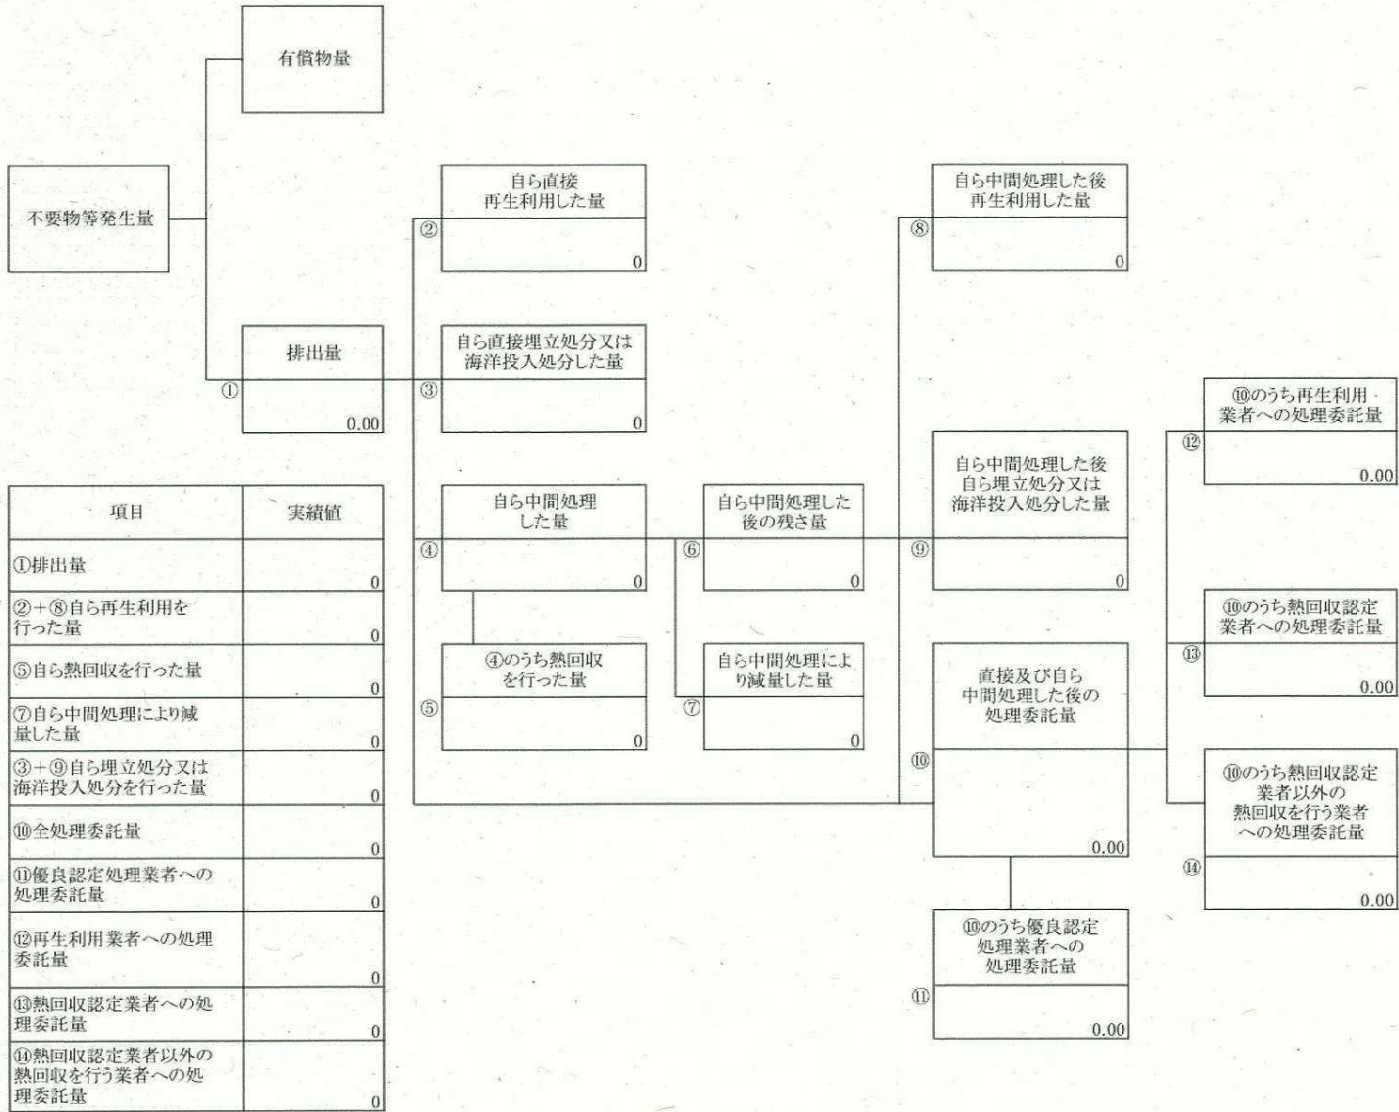 有償物量
不要物等発生量
排出量
①
0.00
自ら直接
再生利用した量
②
0
自ら直接埋立処分又は
海洋投入処分した量
③
0
自ら中間処理
した量
④
0
④のうち熱回収
を行った量
⑤
0
自ら中間処理した
後の残さ量
⑥
0
自ら中間処理によ
り減量した量
⑦
0
自ら中間処理した後
再生利用した量
⑧
0
自ら中間処理した後
自ら埋立処分又は
海洋投入処分した量
⑨
0
直接及び自ら
中間処理した後の
処理委託量
⑩
0.00
⑩のうち優良認定
処理業者への
処理委託量
⑪
0.00
⑩のうち再生利用
業者への処理委託量
⑫
0.00
⑩のうち熱回収認定
業者への処理委託量
⑬
0.00
⑩のうち熱回収認定
業者以外の
熱回収を行う業者
への処理委託量
⑭
0.00
項目 実績値
①排出量
0
②+⑧自ら再生利用を
行った量
0
⑤自ら熱回収を行った量
0
⑦自ら中間処理により減
量した量
0
③+⑨自ら埋立処分又は
海洋投入処分を行った量
0
⑩全処理委託量
0
⑪優良認定処理業者への
処理委託量
0
⑫再生利用業者への処理
委託量
0
⑬熱回収認定業者への処
理委託量
0
⑭熱回収認定業者以外の
熱回収を行う業者への処
理委託量
0